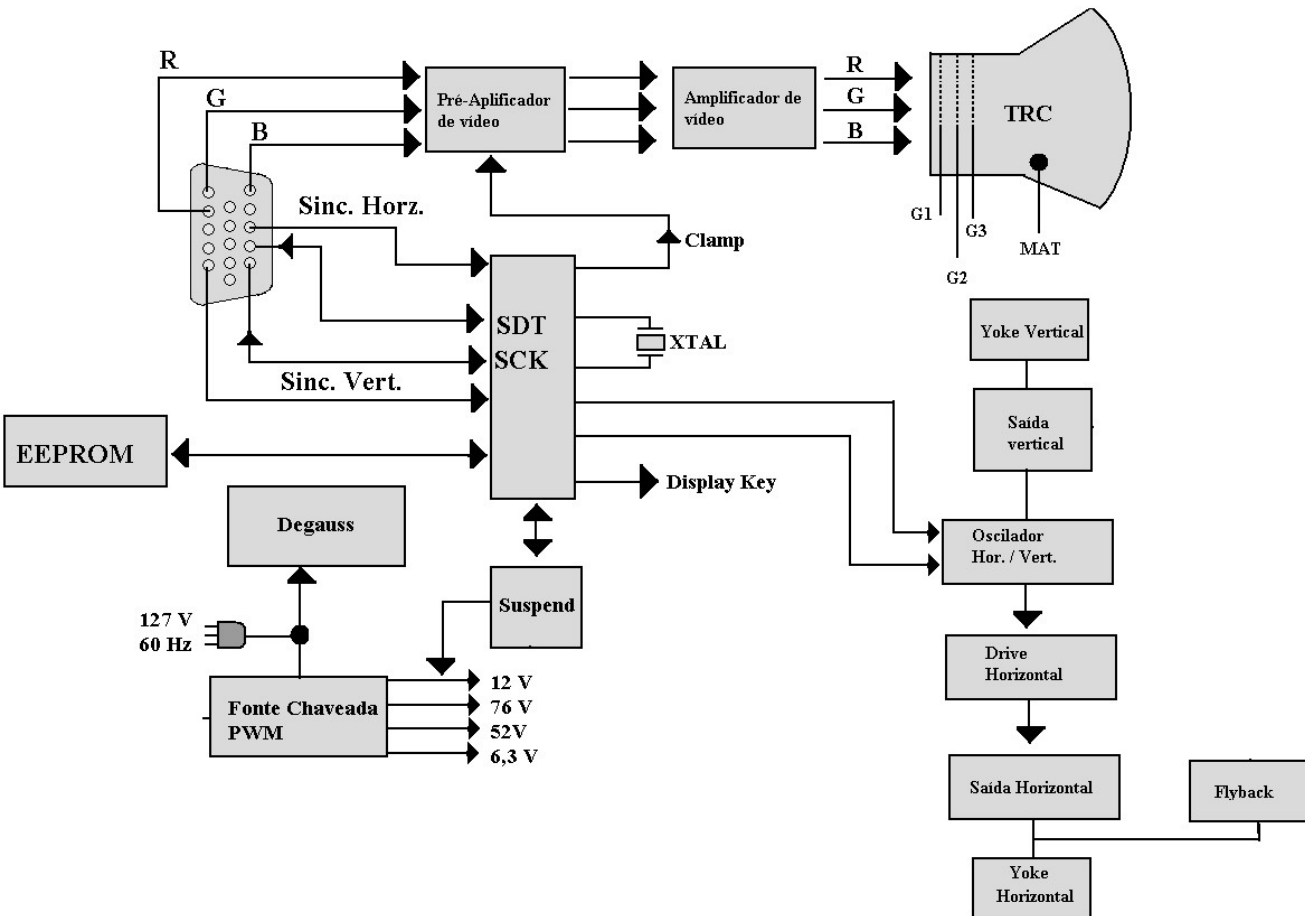 R
G
B
Pré-Aplificador
de vídeo
Amplificador de
vídeo
R
G
B
TRC
G1
G2
G3
MAT
Sinc. Horz.
Clamp
SDT
SCK
XTAL
Sinc. Vert.
Yoke Vertical
Saída
vertical
EEPROM
Display Key
Degauss
Oscilador
Hor. / Vert.
Suspend
127 V
60 Hz
Drive
Horizontal
Fonte Chaveada
PWM
12 V
76 V
52V
6,3 V
Saída Horizontal
Flyback
Yoke
Horizontal